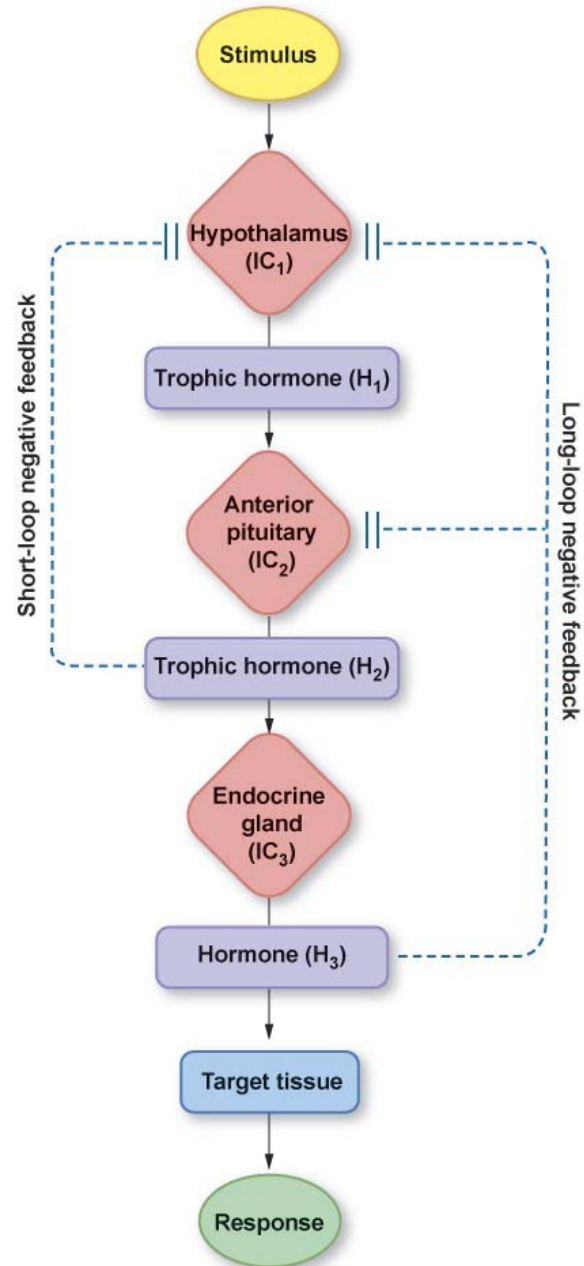 Stimulus
Hypothalamus
(IC₁)
Trophic hormone (H₁)
Anterior
pituitary
(IC₂)
Trophic hormone (H₂)
Endocrine
gland
(IC₃)
Hormone (H₃)
Target tissue
Response
Short-loop negative feedback
Long-loop negative feedback